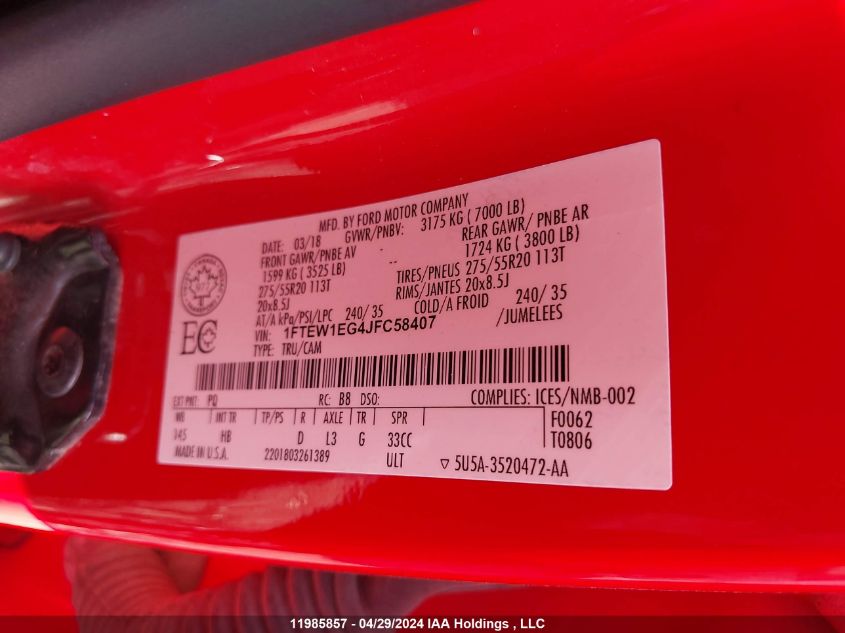 MFD. BY FORD MOTOR COMPANY
DATE: 03/18 GVWR/PNBV: 3175 KG ( 7000 LB)
FRONT GAWR/PNBE AV - REAR GAWR/ PNBE AR
1599 KG ( 3525 LB) -- 1724 KG ( 3800 LB)
275/55R20 113T TIRES/PNEUS 275/55R20 113T
20x8.5J RIMS/JANTES 20x8.5J
AT/A kPa/PSI/LPC 240/ 35 COLD/A FROID 240/ 35
VIN: 1FTEW1EG4JFC58407 /JUMELEES
TYPE: TRU/CAM
EC
EXT PNT: PQ RC: B8 DSO: COMPLIES: ICES/NMB-002
WB INT TR TP/PS R AXLE TR SPR F0062
145 HB D L3 G 33CC T0806
MADE IN U.S.A. 2201803261389 ULT ▽ 5U5A-3520472-AA
11985857 - 04/29/2024 IAA Holdings , LLC